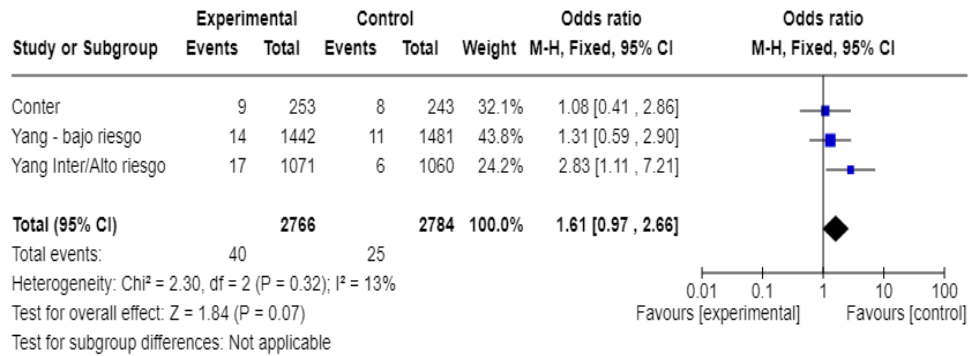 Experimental Control Odds ratio Odds ratio
Study or Subgroup Events Total Events Total Weight M-H, Fixed, 95% CI M-H, Fixed, 95% CI
Conter 9 253 8 243 32.1% 1.08 [0.41 , 2.86]
Yang - bajo riesgo 14 1442 11 1481 43.8% 1.31 [0.59 , 2.90]
Yang Inter/Alto riesgo 17 1071 6 1060 24.2% 2.83 [1.11 , 7.21]
Total (95% CI) 2766 2784 100.0% 1.61 [0.97 , 2.66]
Total events: 40 25
Heterogeneity: Chi² = 2.30, df = 2 (P = 0.32); I² = 13%
Test for overall effect: Z = 1.84 (P = 0.07)
Test for subgroup differences: Not applicable
0.01 0.1 1 10 100
Favours [experimental] Favours [control]